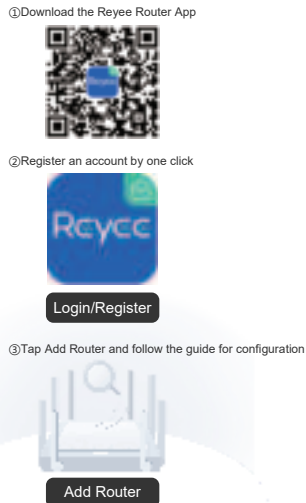 ①Download the Reyee Router App
Reyee
②Register an account by one click
Reyee
Login/Register
③Tap Add Router and follow the guide for configuration
Add Router